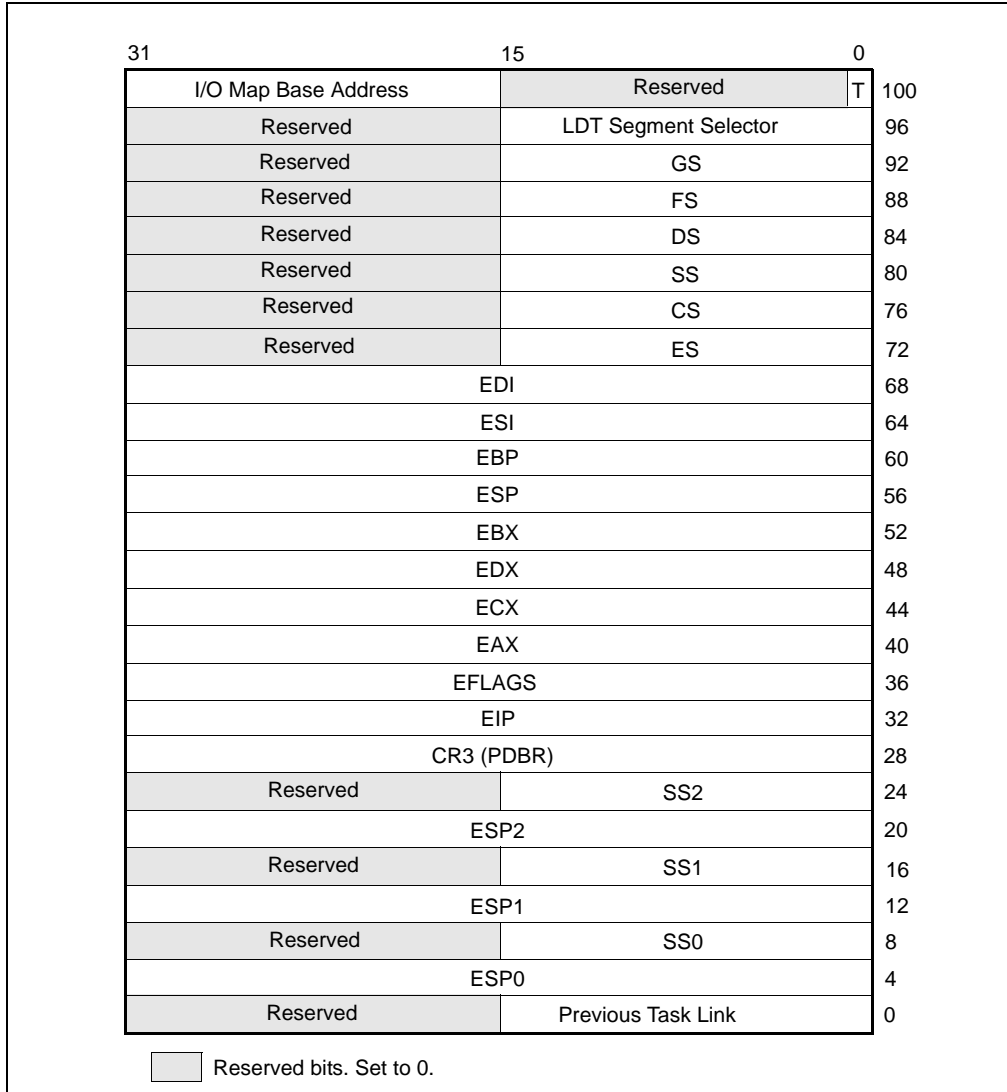 31 15 0
I/O Map Base Address Reserved T 100
Reserved LDT Segment Selector 96
Reserved GS 92
Reserved FS 88
Reserved DS 84
Reserved SS 80
Reserved CS 76
Reserved ES 72
EDI 68
ESI 64
EBP 60
ESP 56
EBX 52
EDX 48
ECX 44
EAX 40
EFLAGS 36
EIP 32
CR3 (PDBR) 28
Reserved SS2 24
ESP2 20
Reserved SS1 16
ESP1 12
Reserved SS0 8
ESP0 4
Reserved Previous Task Link 0
Reserved bits. Set to 0.